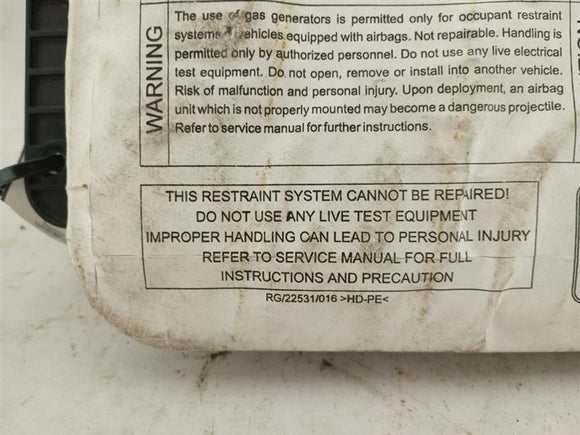 WARNING
The use of gas generators is permitted only for occupant restraint
systems vehicles equipped with airbags. Not repairable. Handling is
permitted only by authorized personnel. Do not use any live electrical
test equipment. Do not open, remove or install into another vehicle.
Risk of malfunction and personal injury. Upon deployment, an airbag
unit which is not properly mounted may become a dangerous projectile.
Refer to service manual for further instructions.
THIS RESTRAINT SYSTEM CANNOT BE REPAIRED!
DO NOT USE ANY LIVE TEST EQUIPMENT
IMPROPER HANDLING CAN LEAD TO PERSONAL INJURY
REFER TO SERVICE MANUAL FOR FULL
INSTRUCTIONS AND PRECAUTION
RG/22531/016 >HD-PE<